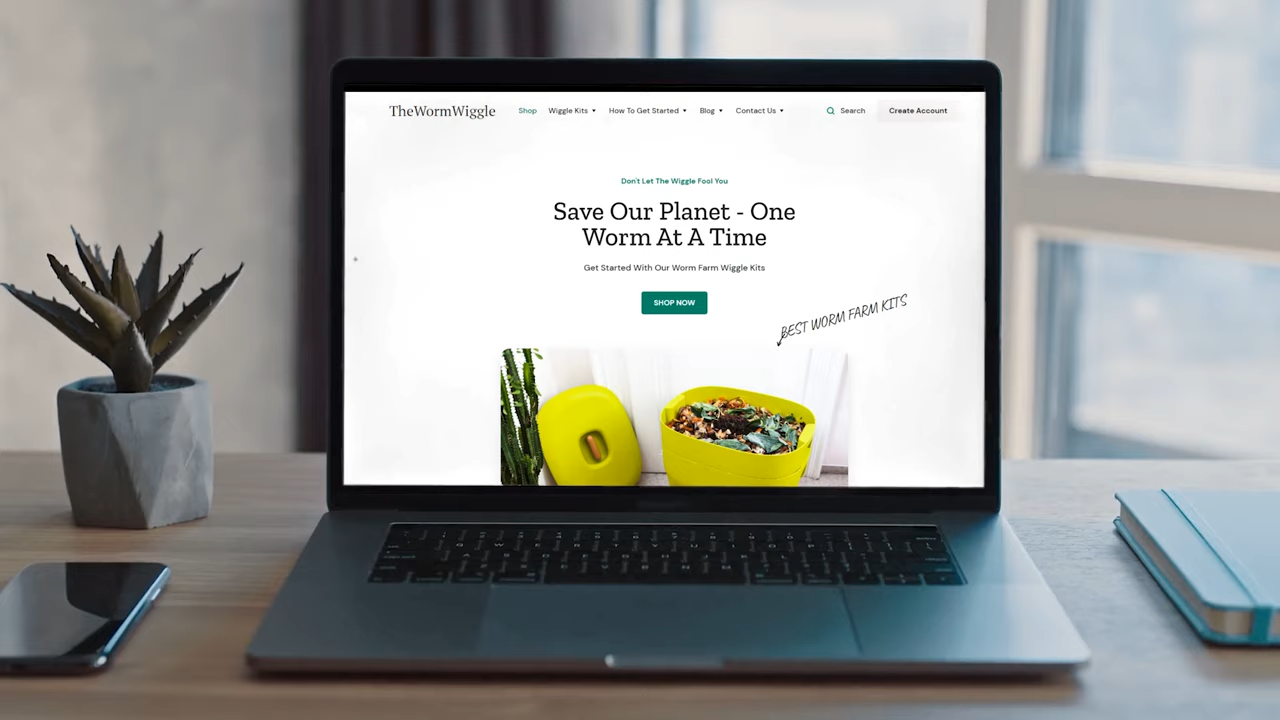 TheWormWiggle
Shop
Wiggle Kits
How To Get Started
Blog
Contact Us
Search
Create Account
Don't Let The Wiggle Fool You
Save Our Planet - One
Worm At A Time
Get Started With Our Worm Farm Wiggle Kits
SHOP NOW
BEST WORM FARM KITS